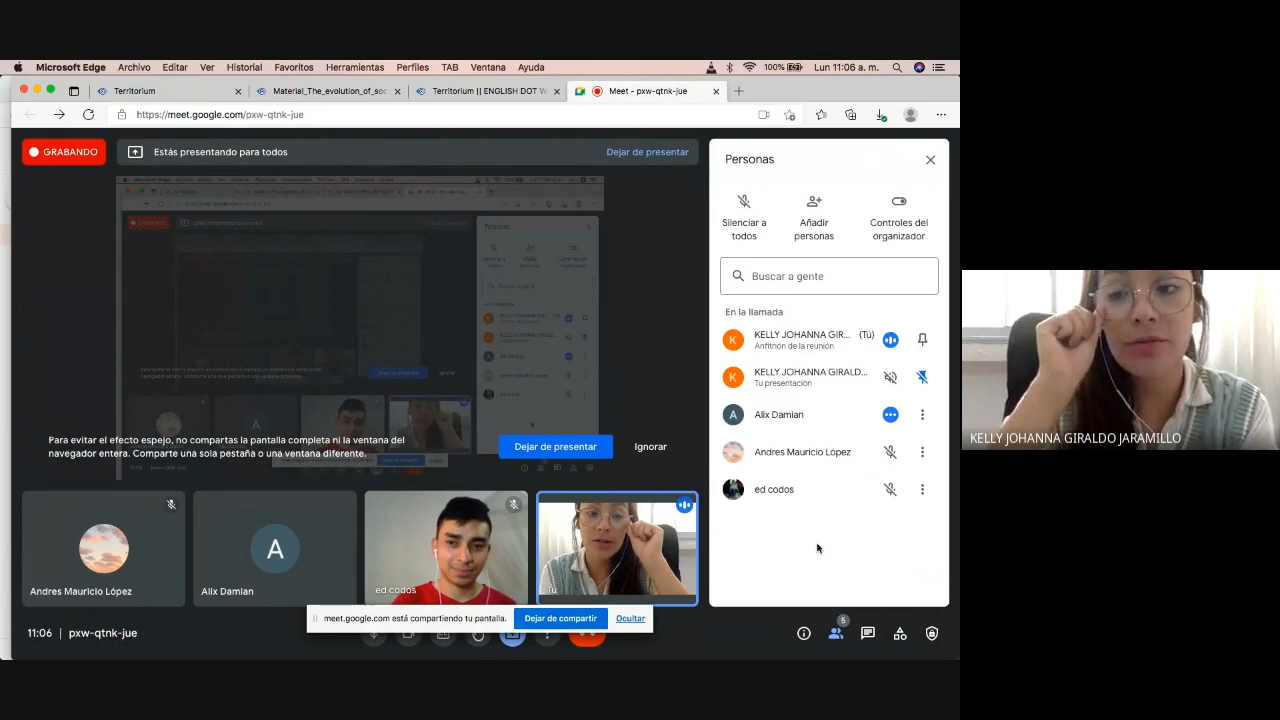 Microsoft Edge Archivo Editar Ver Historial Favoritos Herramientas Perfiles TAB Ventana Ayuda 100% Lun 11:06 a. m.
Territorium Material_The_evolution_of_soc Territorium || ENGLISH DOT W Meet - pxw-qtnk-jue
https://meet.google.com/pxw-qtnk-jue
GRABANDO
Estás presentando para todos
Dejar de presentar
Para evitar el efecto espejo, no compartas la pantalla completa ni la ventana del
navegador entera. Comparte una sola pestaña o una ventana diferente.
Dejar de presentar
Ignorar
Andres Mauricio López
A
Alix Damian
ed codos
Tú
meet.google.com está compartiendo tu pantalla.
Dejar de compartir
Ocultar
11:06 | pxw-qtnk-jue
Personas
Silenciar a
todos
Añadir
personas
Controles del
organizador
Buscar a gente
En la llamada
K
KELLY JOHANNA GIR... (Tú)
Anfitrión de la reunión
K
KELLY JOHANNA GIRALD...
Tu presentación
A
Alix Damian
Andres Mauricio López
ed codos
5
KELLY JOHANNA GIRALDO JARAMILLO